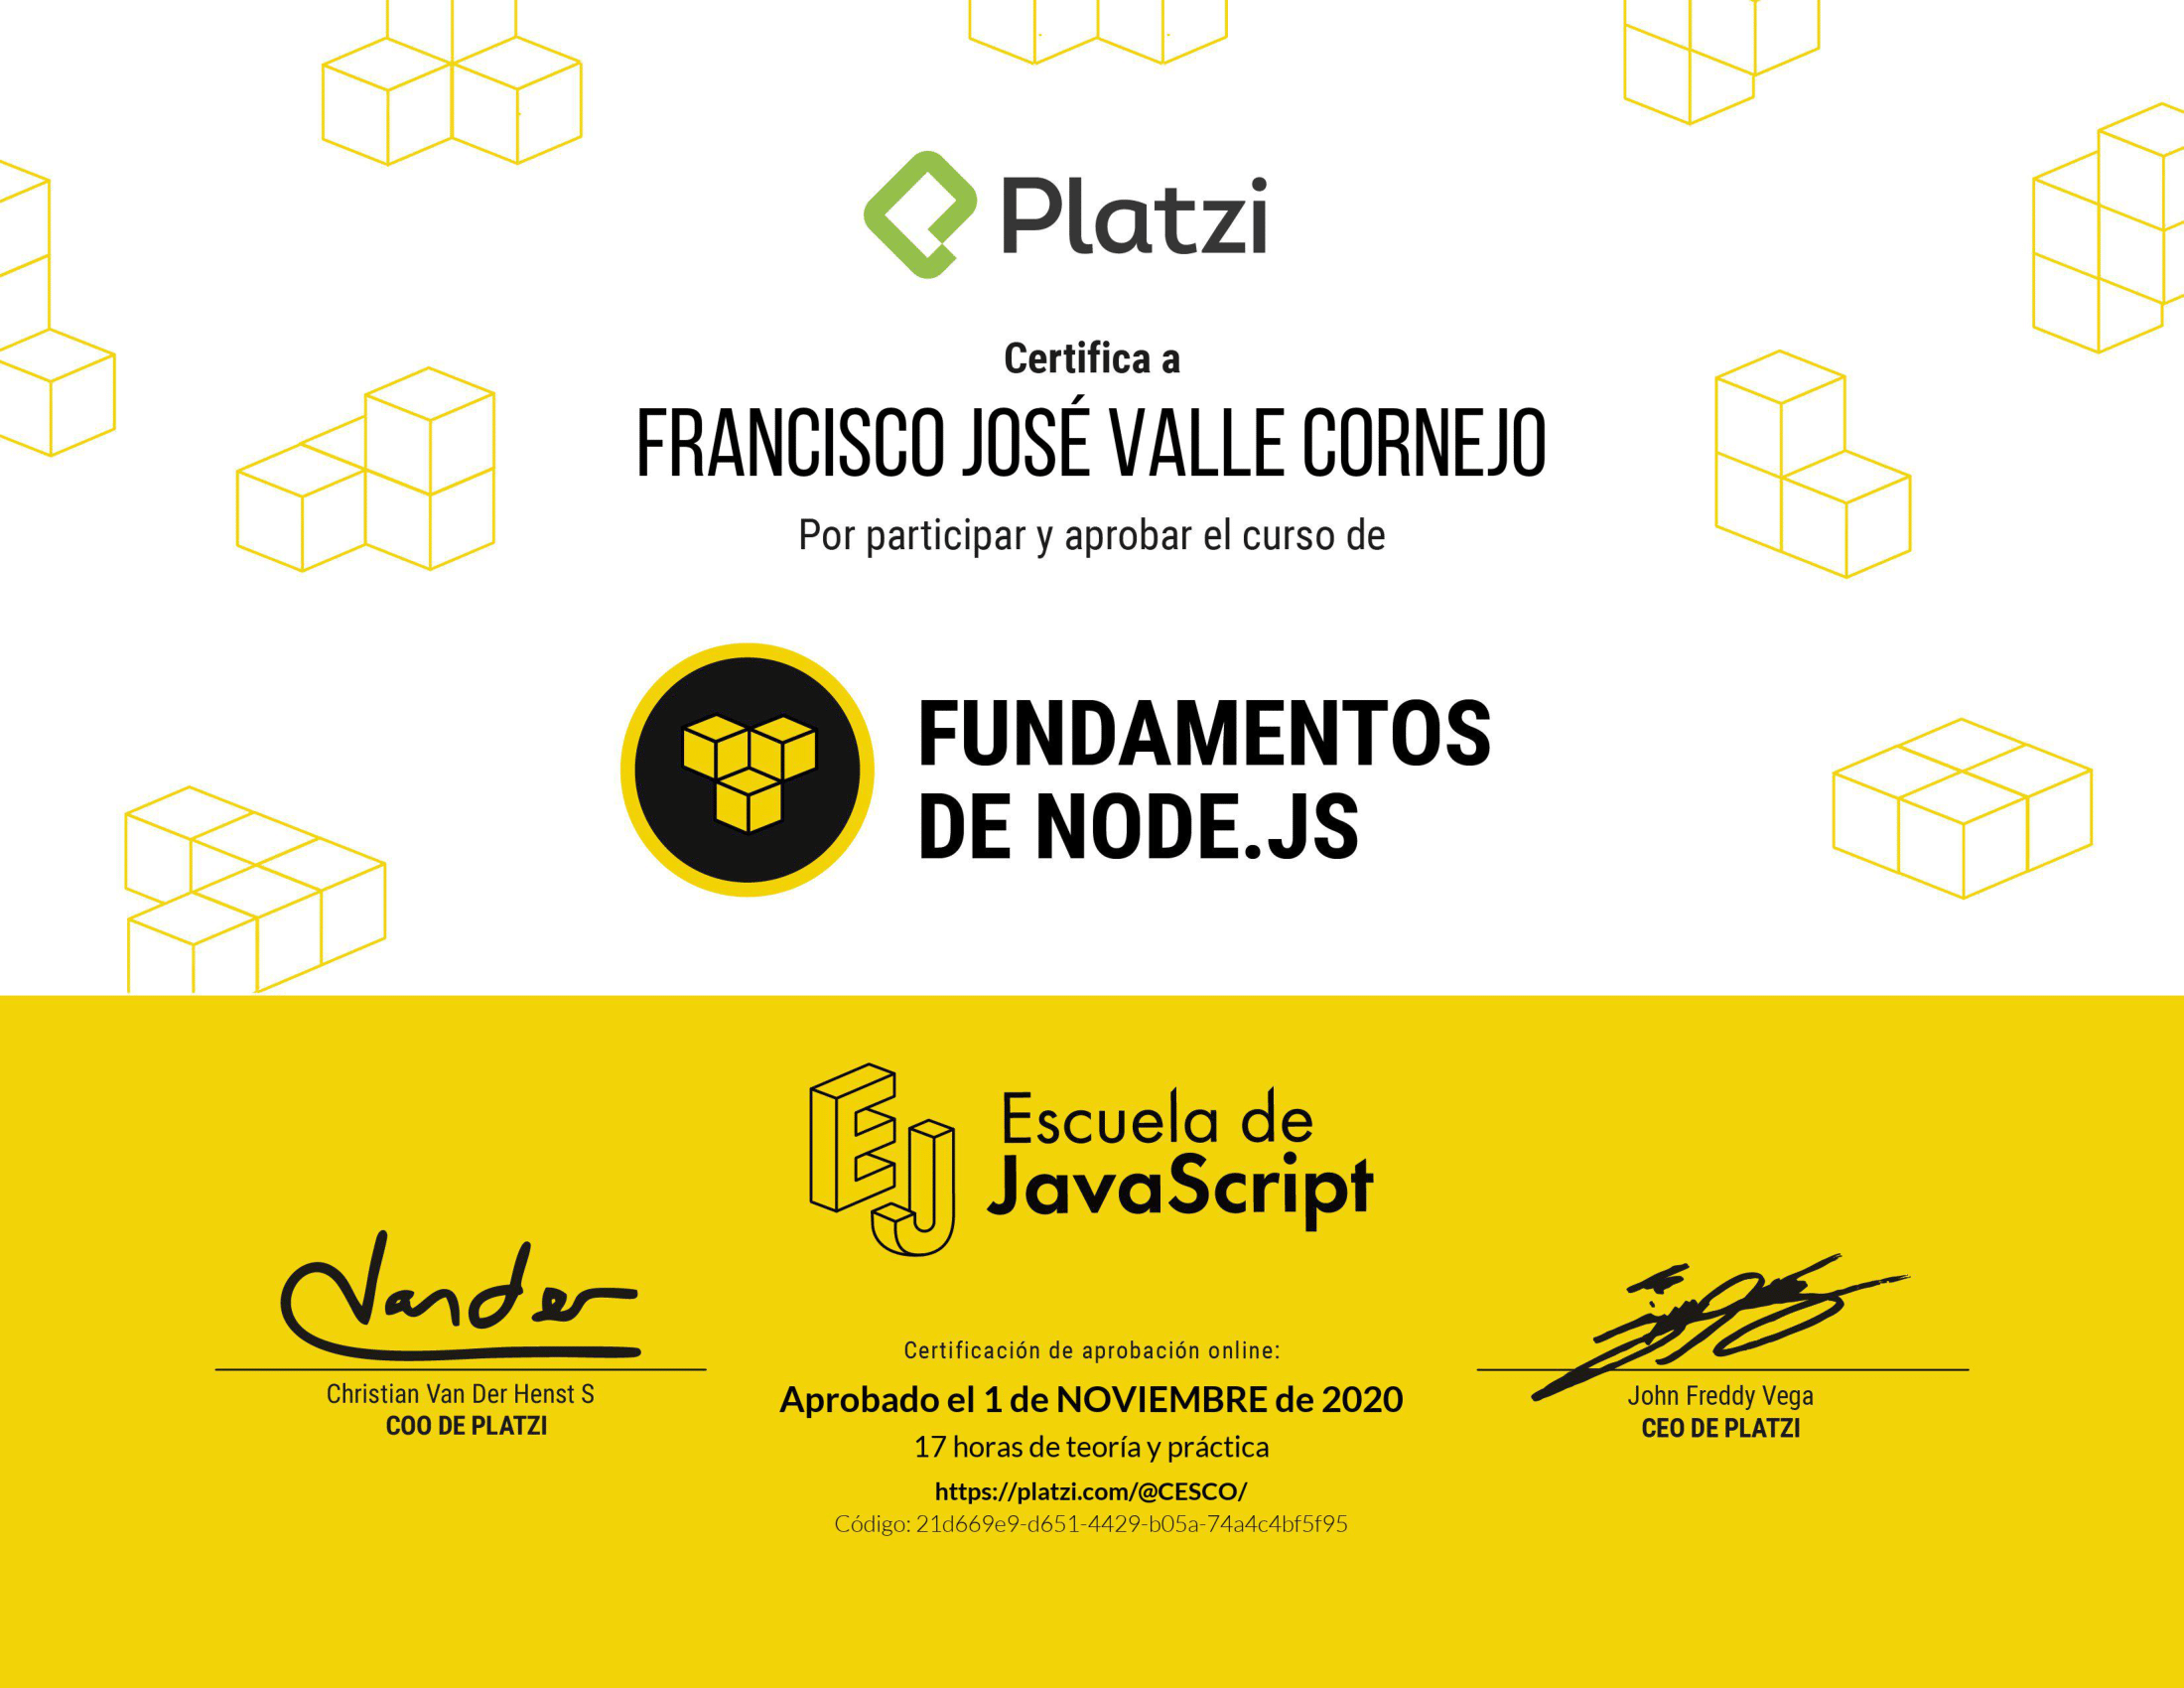 Platzi
Certifica a
FRANCISCO JOSÉ VALLE CORNEJO
Por participar y aprobar el curso de
FUNDAMENTOS
DE NODE.JS
EJ
Escuela de
JavaScript
Vander
Christian Van Der Henst S
COO DE PLATZI
Certificación de aprobación online:
Aprobado el 1 de NOVIEMBRE de 2020
17 horas de teoría y práctica
https://platzi.com/@CESCO/
Código: 21d669e9-d651-4429-b05a-74a4c4bf5f95
John Freddy Vega
CEO DE PLATZI